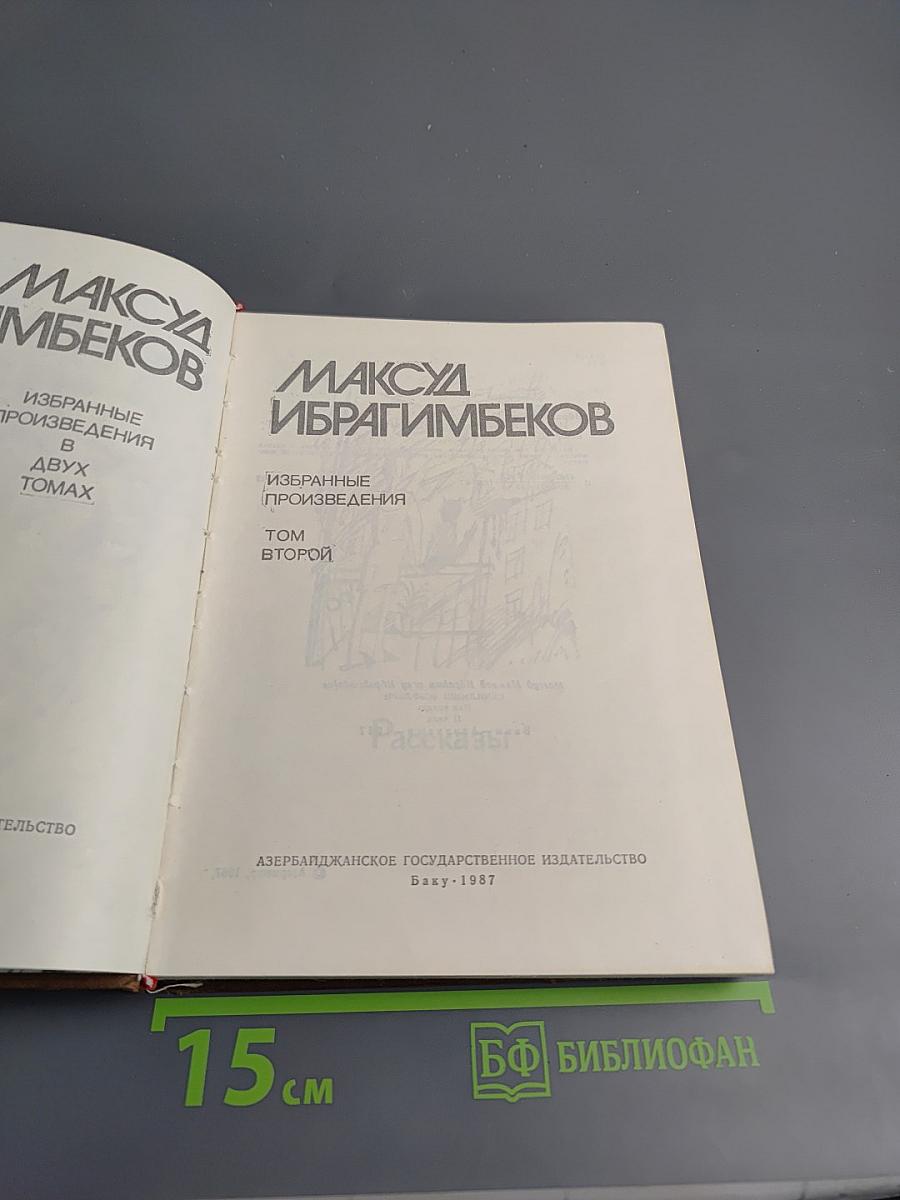 МАКСУД
ИМБЕКОВ
ИЗБРАННЫЕ
ПРОИЗВЕДЕНИЯ
В
ДВУХ
ТОМАХ
ТЕЛЬСТВО
МАКСУД
ИБРАГИМБЕКОВ
ИЗБРАННЫЕ
ПРОИЗВЕДЕНИЯ
ТОМ
ВТОРОЙ
Рассказы
АЗЕРБАЙДЖАНСКОЕ ГОСУДАРСТВЕННОЕ ИЗДАТЕЛЬСТВО
Баку - 1987
15 см
БФ БИБЛИОФАН